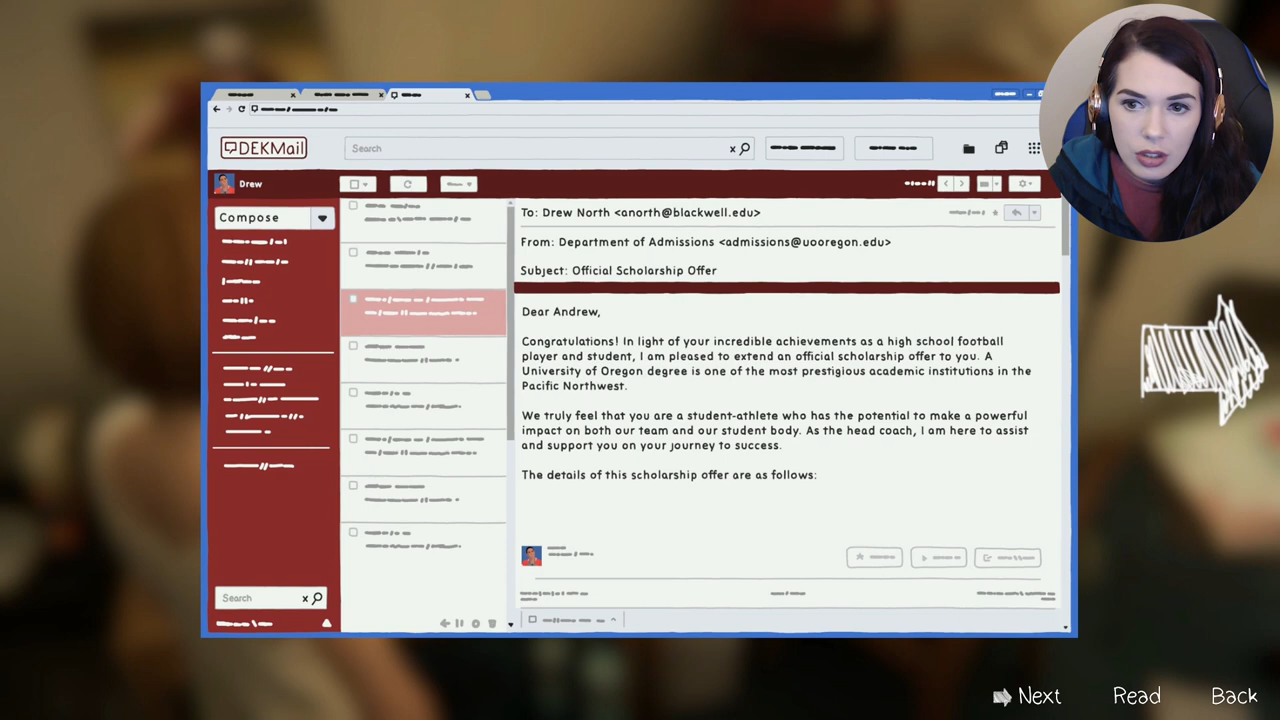 DEKMail
Search
x
Drew
Compose
To: Drew North <anorth@blackwell.edu>
From: Department of Admissions <admissions@uooregon.edu>
Subject: Official Scholarship Offer
Dear Andrew,
Congratulations! In light of your incredible achievements as a high school football
player and student, I am pleased to extend an official scholarship offer to you. A
University of Oregon degree is one of the most prestigious academic institutions in the
Pacific Northwest.
We truly feel that you are a student-athlete who has the potential to make a powerful
impact on both our team and our student body. As the head coach, I am here to assist
and support you on your journey to success.
The details of this scholarship offer are as follows:
Search x
Next Read Back